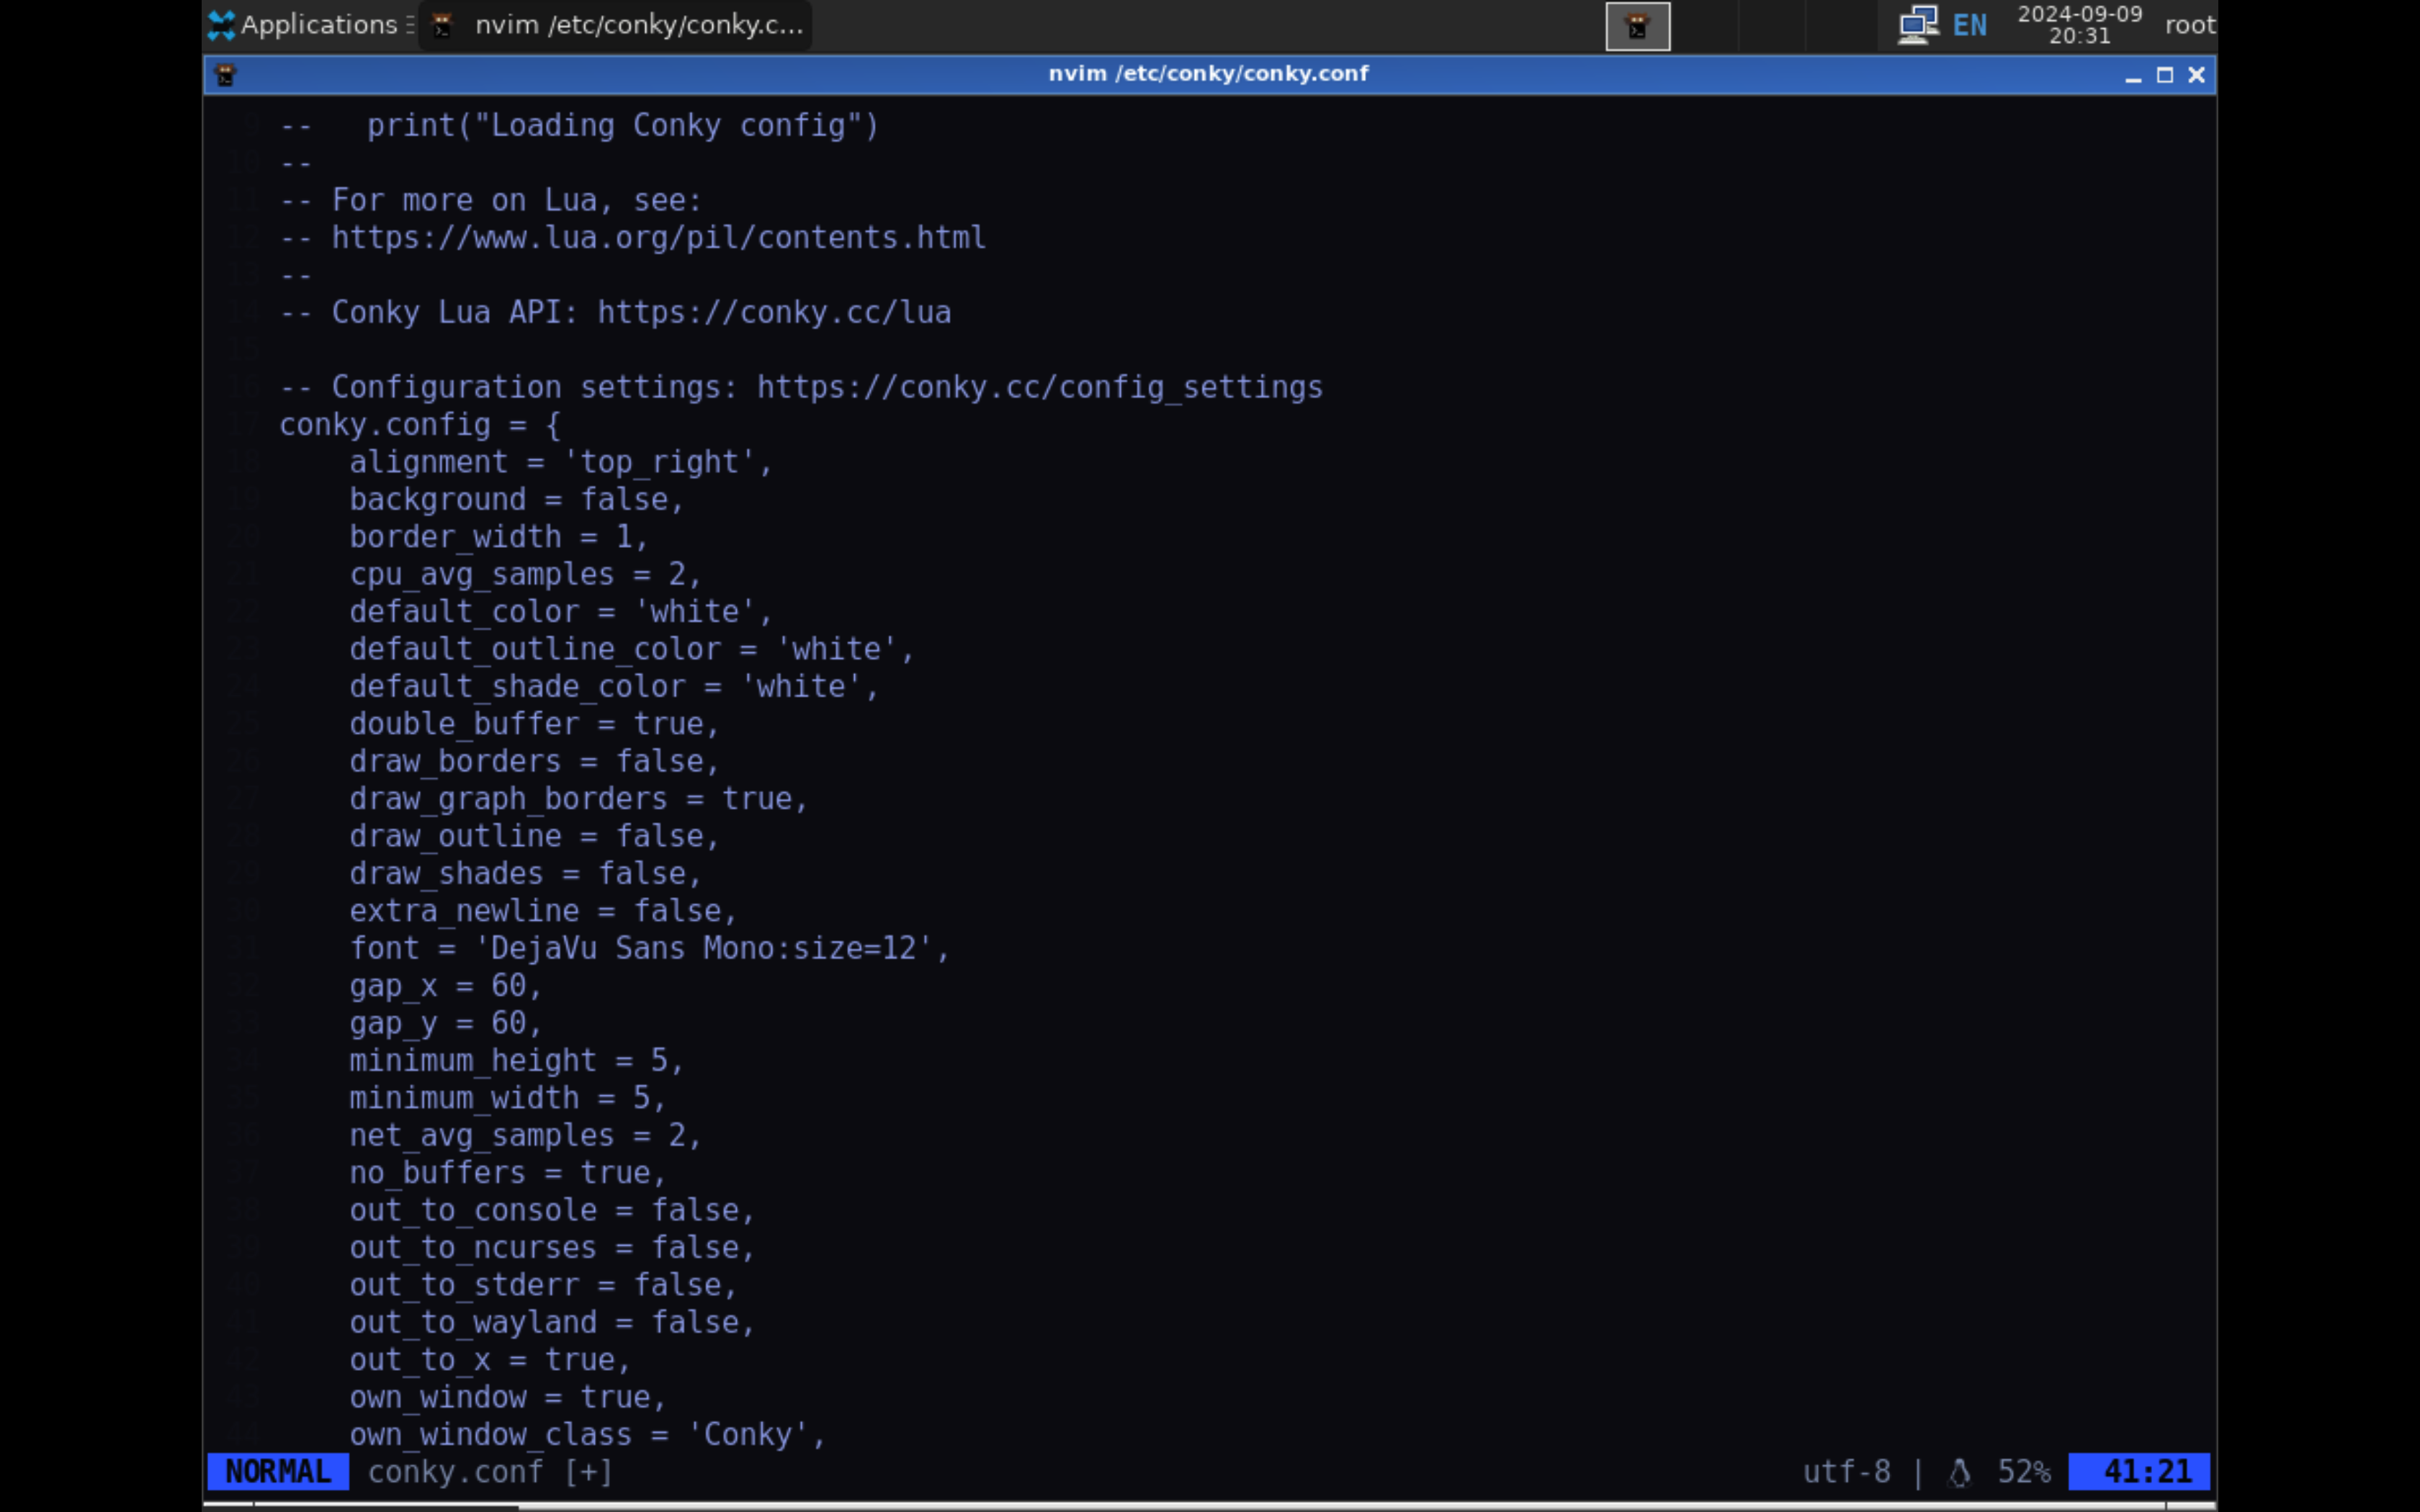 Applications
nvim /etc/conky/conky.c...
EN
2024-09-09
20:31
root
nvim /etc/conky/conky.conf
--   print("Loading Conky config")
--
-- For more on Lua, see:
-- https://www.lua.org/pil/contents.html
--
-- Conky Lua API: https://conky.cc/lua
-- Configuration settings: https://conky.cc/config_settings
conky.config = {
    alignment = 'top_right',
    background = false,
    border_width = 1,
    cpu_avg_samples = 2,
    default_color = 'white',
    default_outline_color = 'white',
    default_shade_color = 'white',
    double_buffer = true,
    draw_borders = false,
    draw_graph_borders = true,
    draw_outline = false,
    draw_shades = false,
    extra_newline = false,
    font = 'DejaVu Sans Mono:size=12',
    gap_x = 60,
    gap_y = 60,
    minimum_height = 5,
    minimum_width = 5,
    net_avg_samples = 2,
    no_buffers = true,
    out_to_console = false,
    out_to_ncurses = false,
    out_to_stderr = false,
    out_to_wayland = false,
    out_to_x = true,
    own_window = true,
    own_window_class = 'Conky',
NORMAL conky.conf [+] utf-8 | 52% 41:21